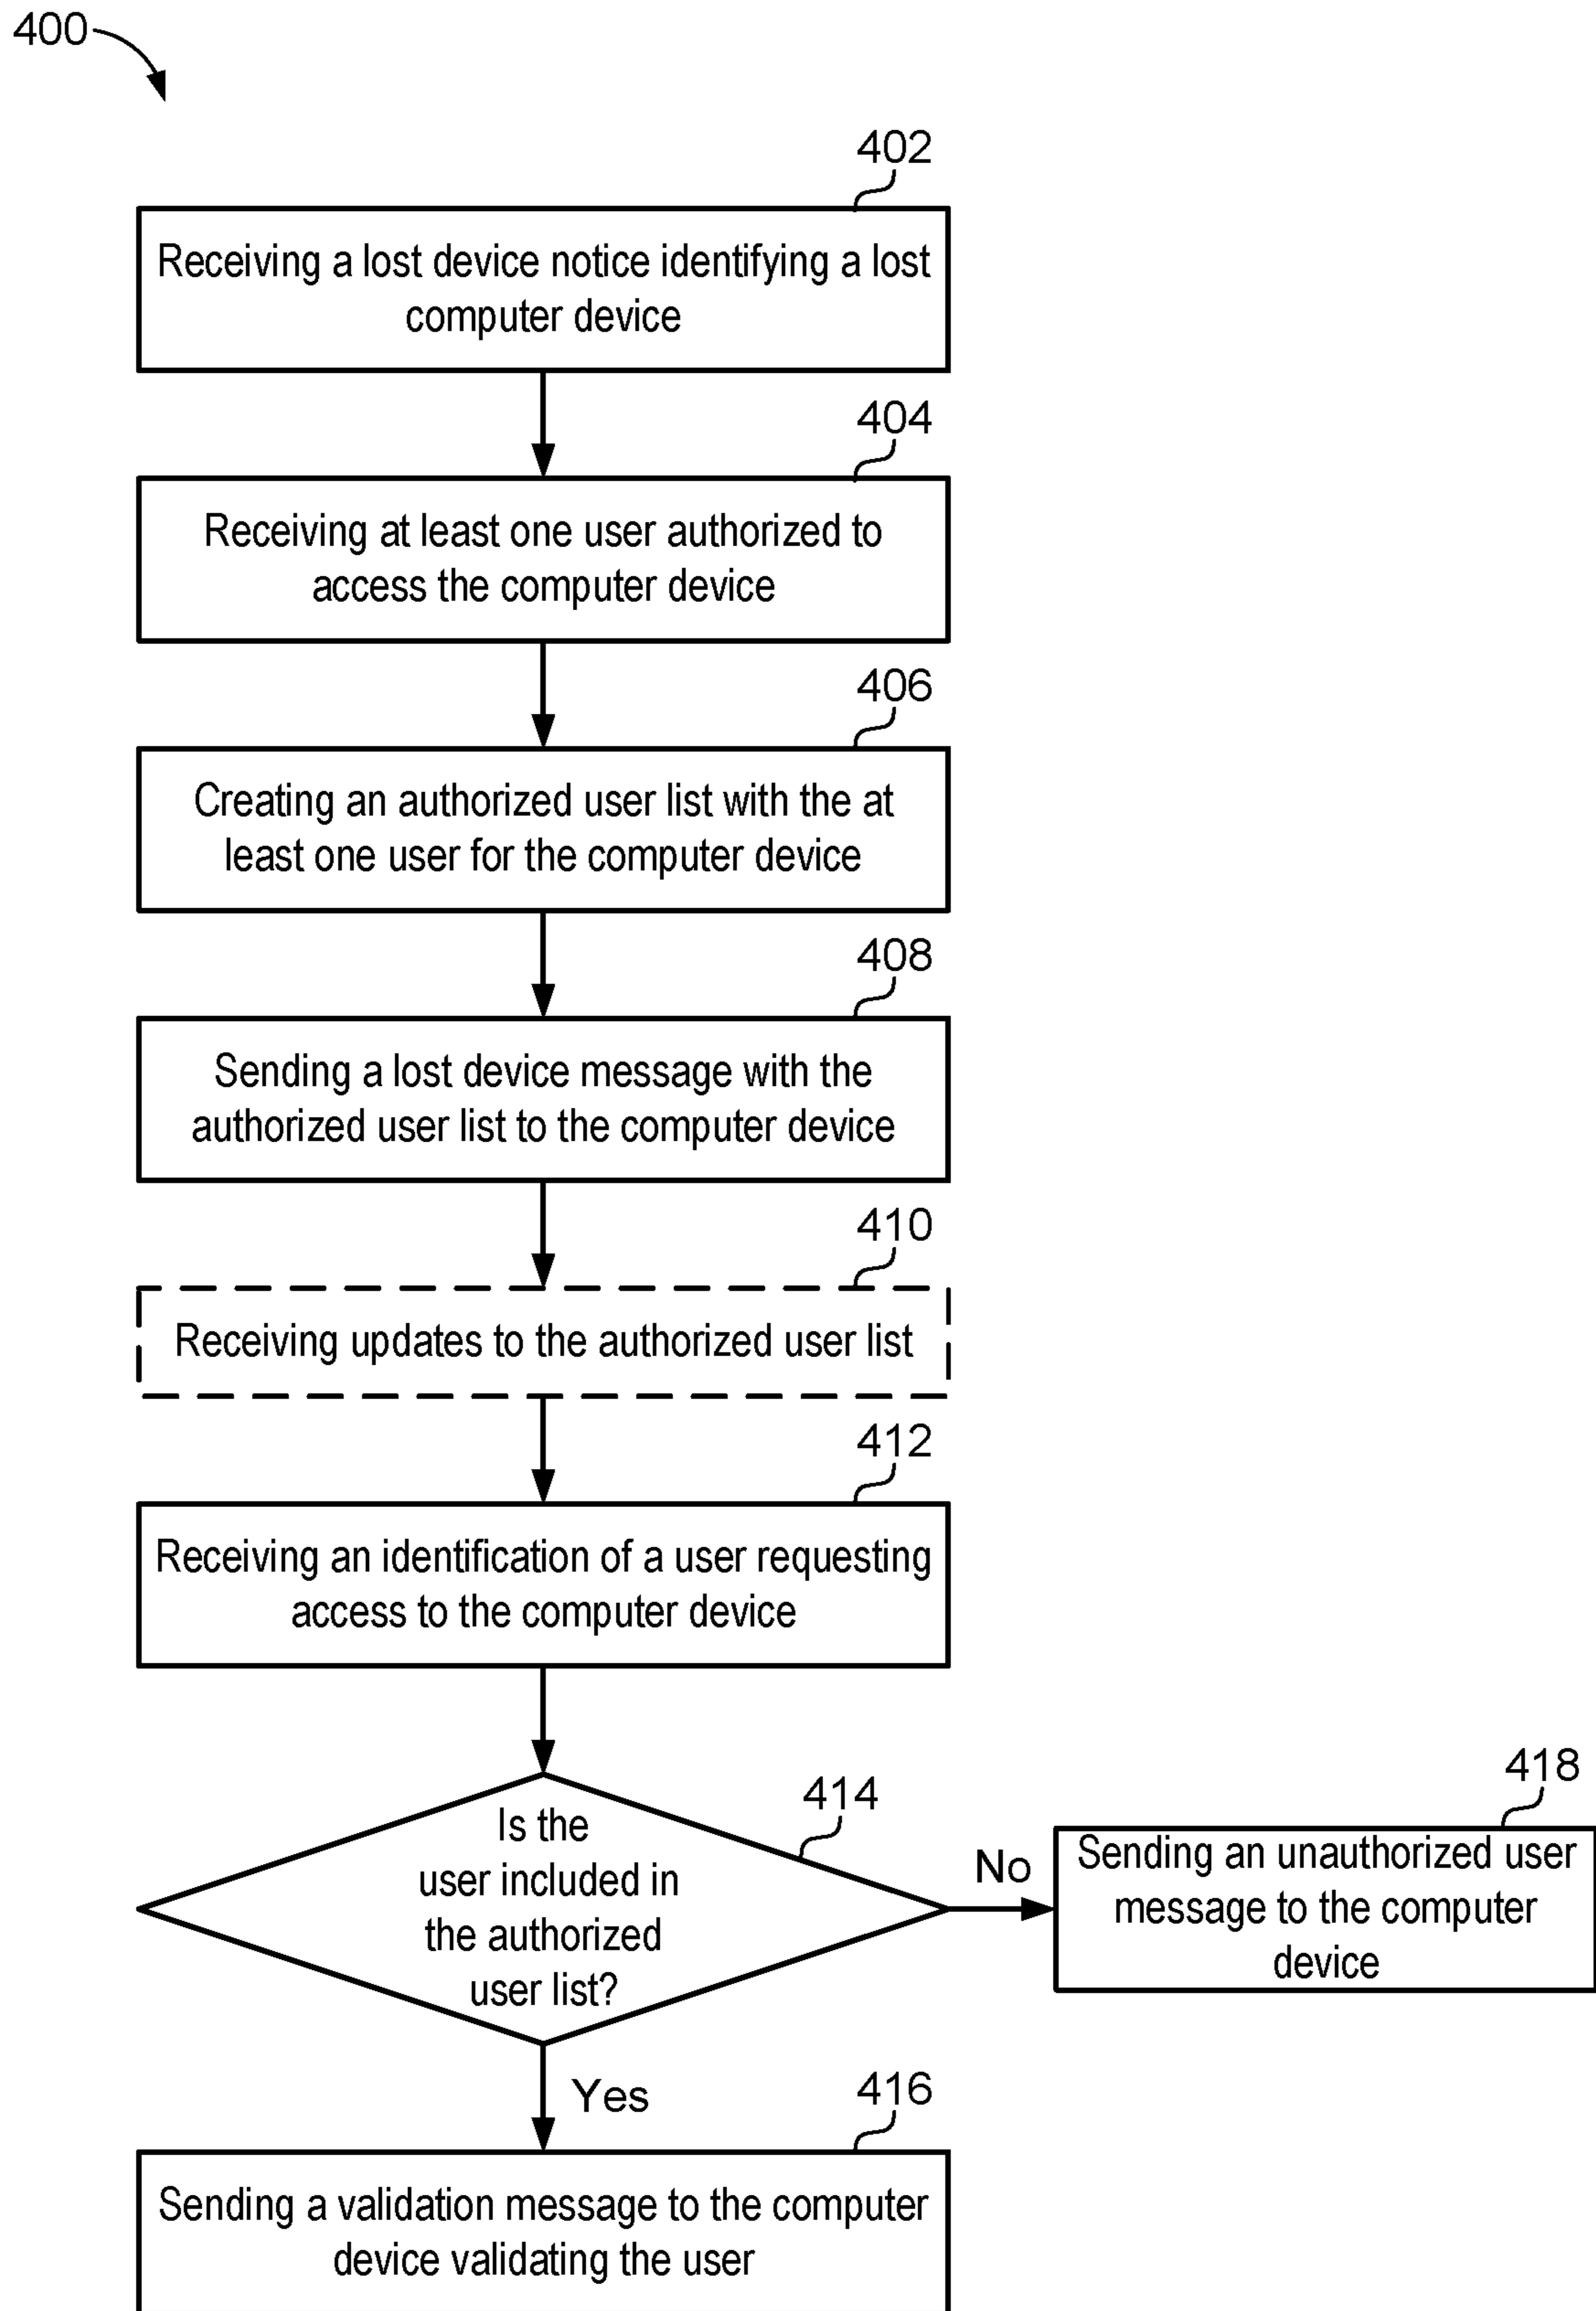 400
402
Receiving a lost device notice identifying a lost
computer device
404
Receiving at least one user authorized to
access the computer device
406
Creating an authorized user list with the at
least one user for the computer device
408
Sending a lost device message with the
authorized user list to the computer device
410
Receiving updates to the authorized user list
412
Receiving an identification of a user requesting
access to the computer device
414
Is the
user included in
the authorized
user list?
No
418
Sending an unauthorized user
message to the computer
device
Yes
416
Sending a validation message to the computer
device validating the user